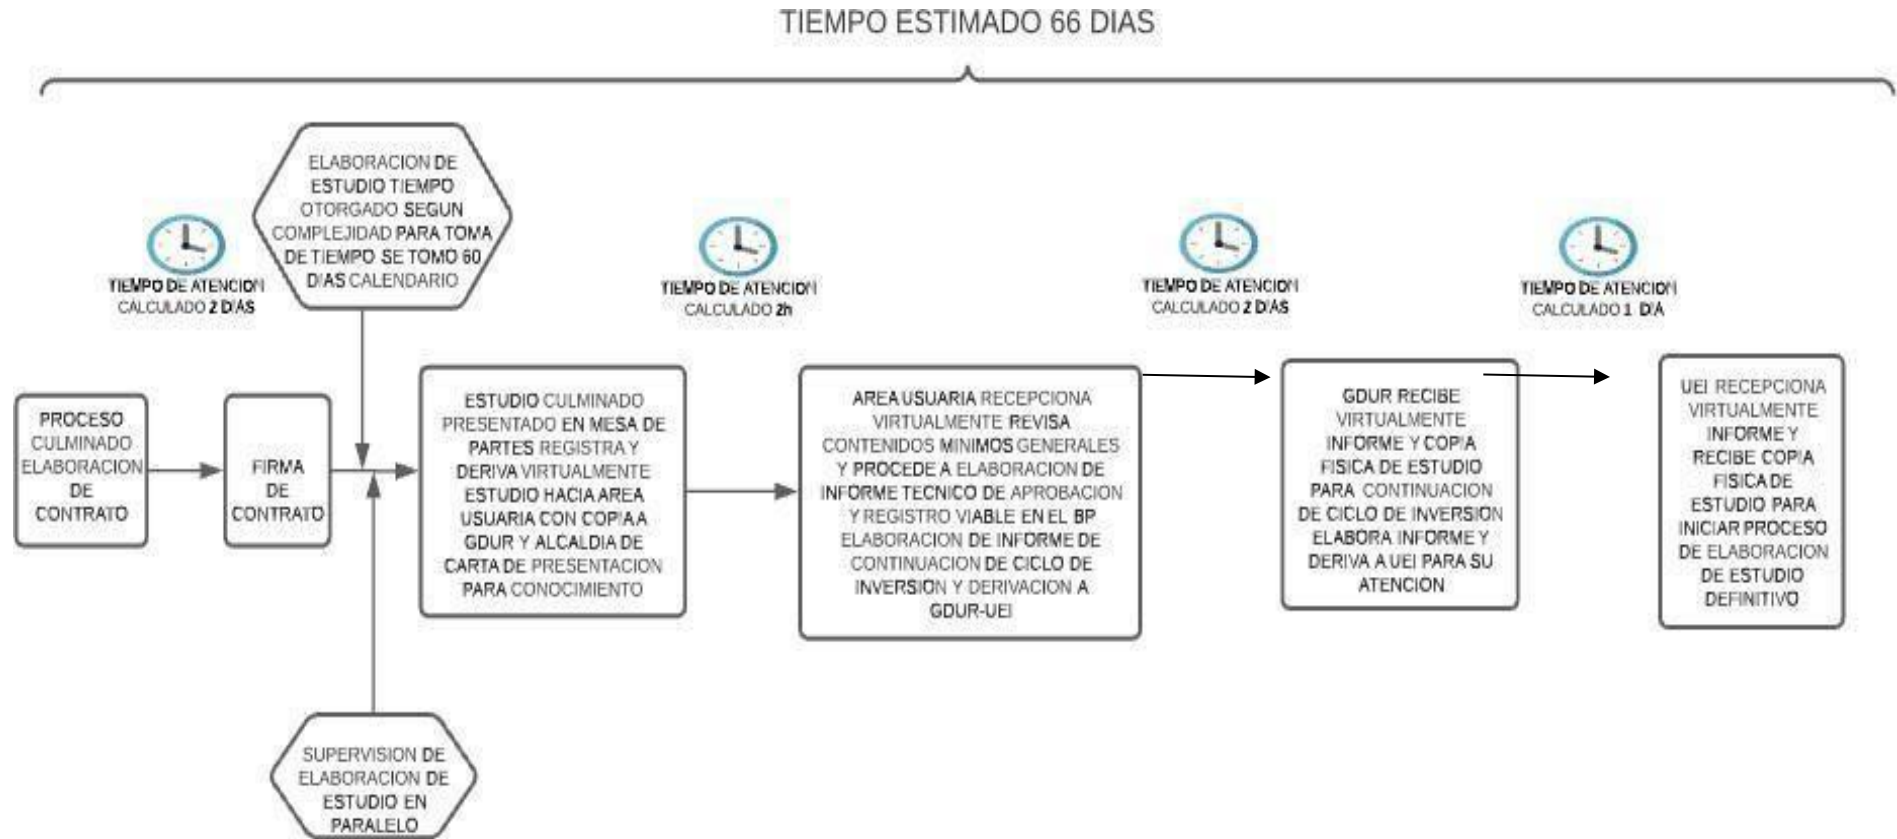 TIEMPO ESTIMADO 66 DIAS
ELABORACION DE
ESTUDIO TIEMPO
OTORGADO SEGUN
COMPLEJIDAD PARA TOMA
DE TIEMPO SE TOMO 60
DIAS CALENDARIO
TIEMPO DE ATENCION
CALCULADO 2 DIAS
TIEMPO DE ATENCION
CALCULADO 2h
TIEMPO DE ATENCION
CALCULADO 2 DIAS
TIEMPO DE ATENCION
CALCULADO 1 DIA
PROCESO
CULMINADO
ELABORACION
DE
CONTRATO
FIRMA
DE
CONTRATO
ESTUDIO CULMINADO
PRESENTADO EN MESA DE
PARTES REGISTRA Y
DERIVA VIRTUALMENTE
ESTUDIO HACIA AREA
USUARIA CON COPIA A
GDUR Y ALCALDIA DE
CARTA DE PRESENTACION
PARA CONOCIMIENTO
AREA USUARIA RECEPCIONA
VIRTUALMENTE REVISA
CONTENIDOS MINIMOS GENERALES
Y PROCEDE A ELABORACION DE
INFORME TECNICO DE APROBACION
Y REGISTRO VIABLE EN EL BP
ELABORACION DE INFORME DE
CONTINUACION DE CICLO DE
INVERSION Y DERIVACION A
GDUR-UEI
GDUR RECIBE
VIRTUALMENTE
INFORME Y COPIA
FISICA DE ESTUDIO
PARA CONTINUACION
DE CICLO DE INVERSION
ELABORA INFORME Y
DERIVA A UEI PARA SU
ATENCION
UEI RECEPCIONA
VIRTUALMENTE
INFORME Y
RECIBE COPIA
FISICA DE
ESTUDIO PARA
INICIAR PROCESO
DE ELABORACION
DE ESTUDIO
DEFINITIVO
SUPERVISION DE
ELABORACION DE
ESTUDIO EN
PARALELO